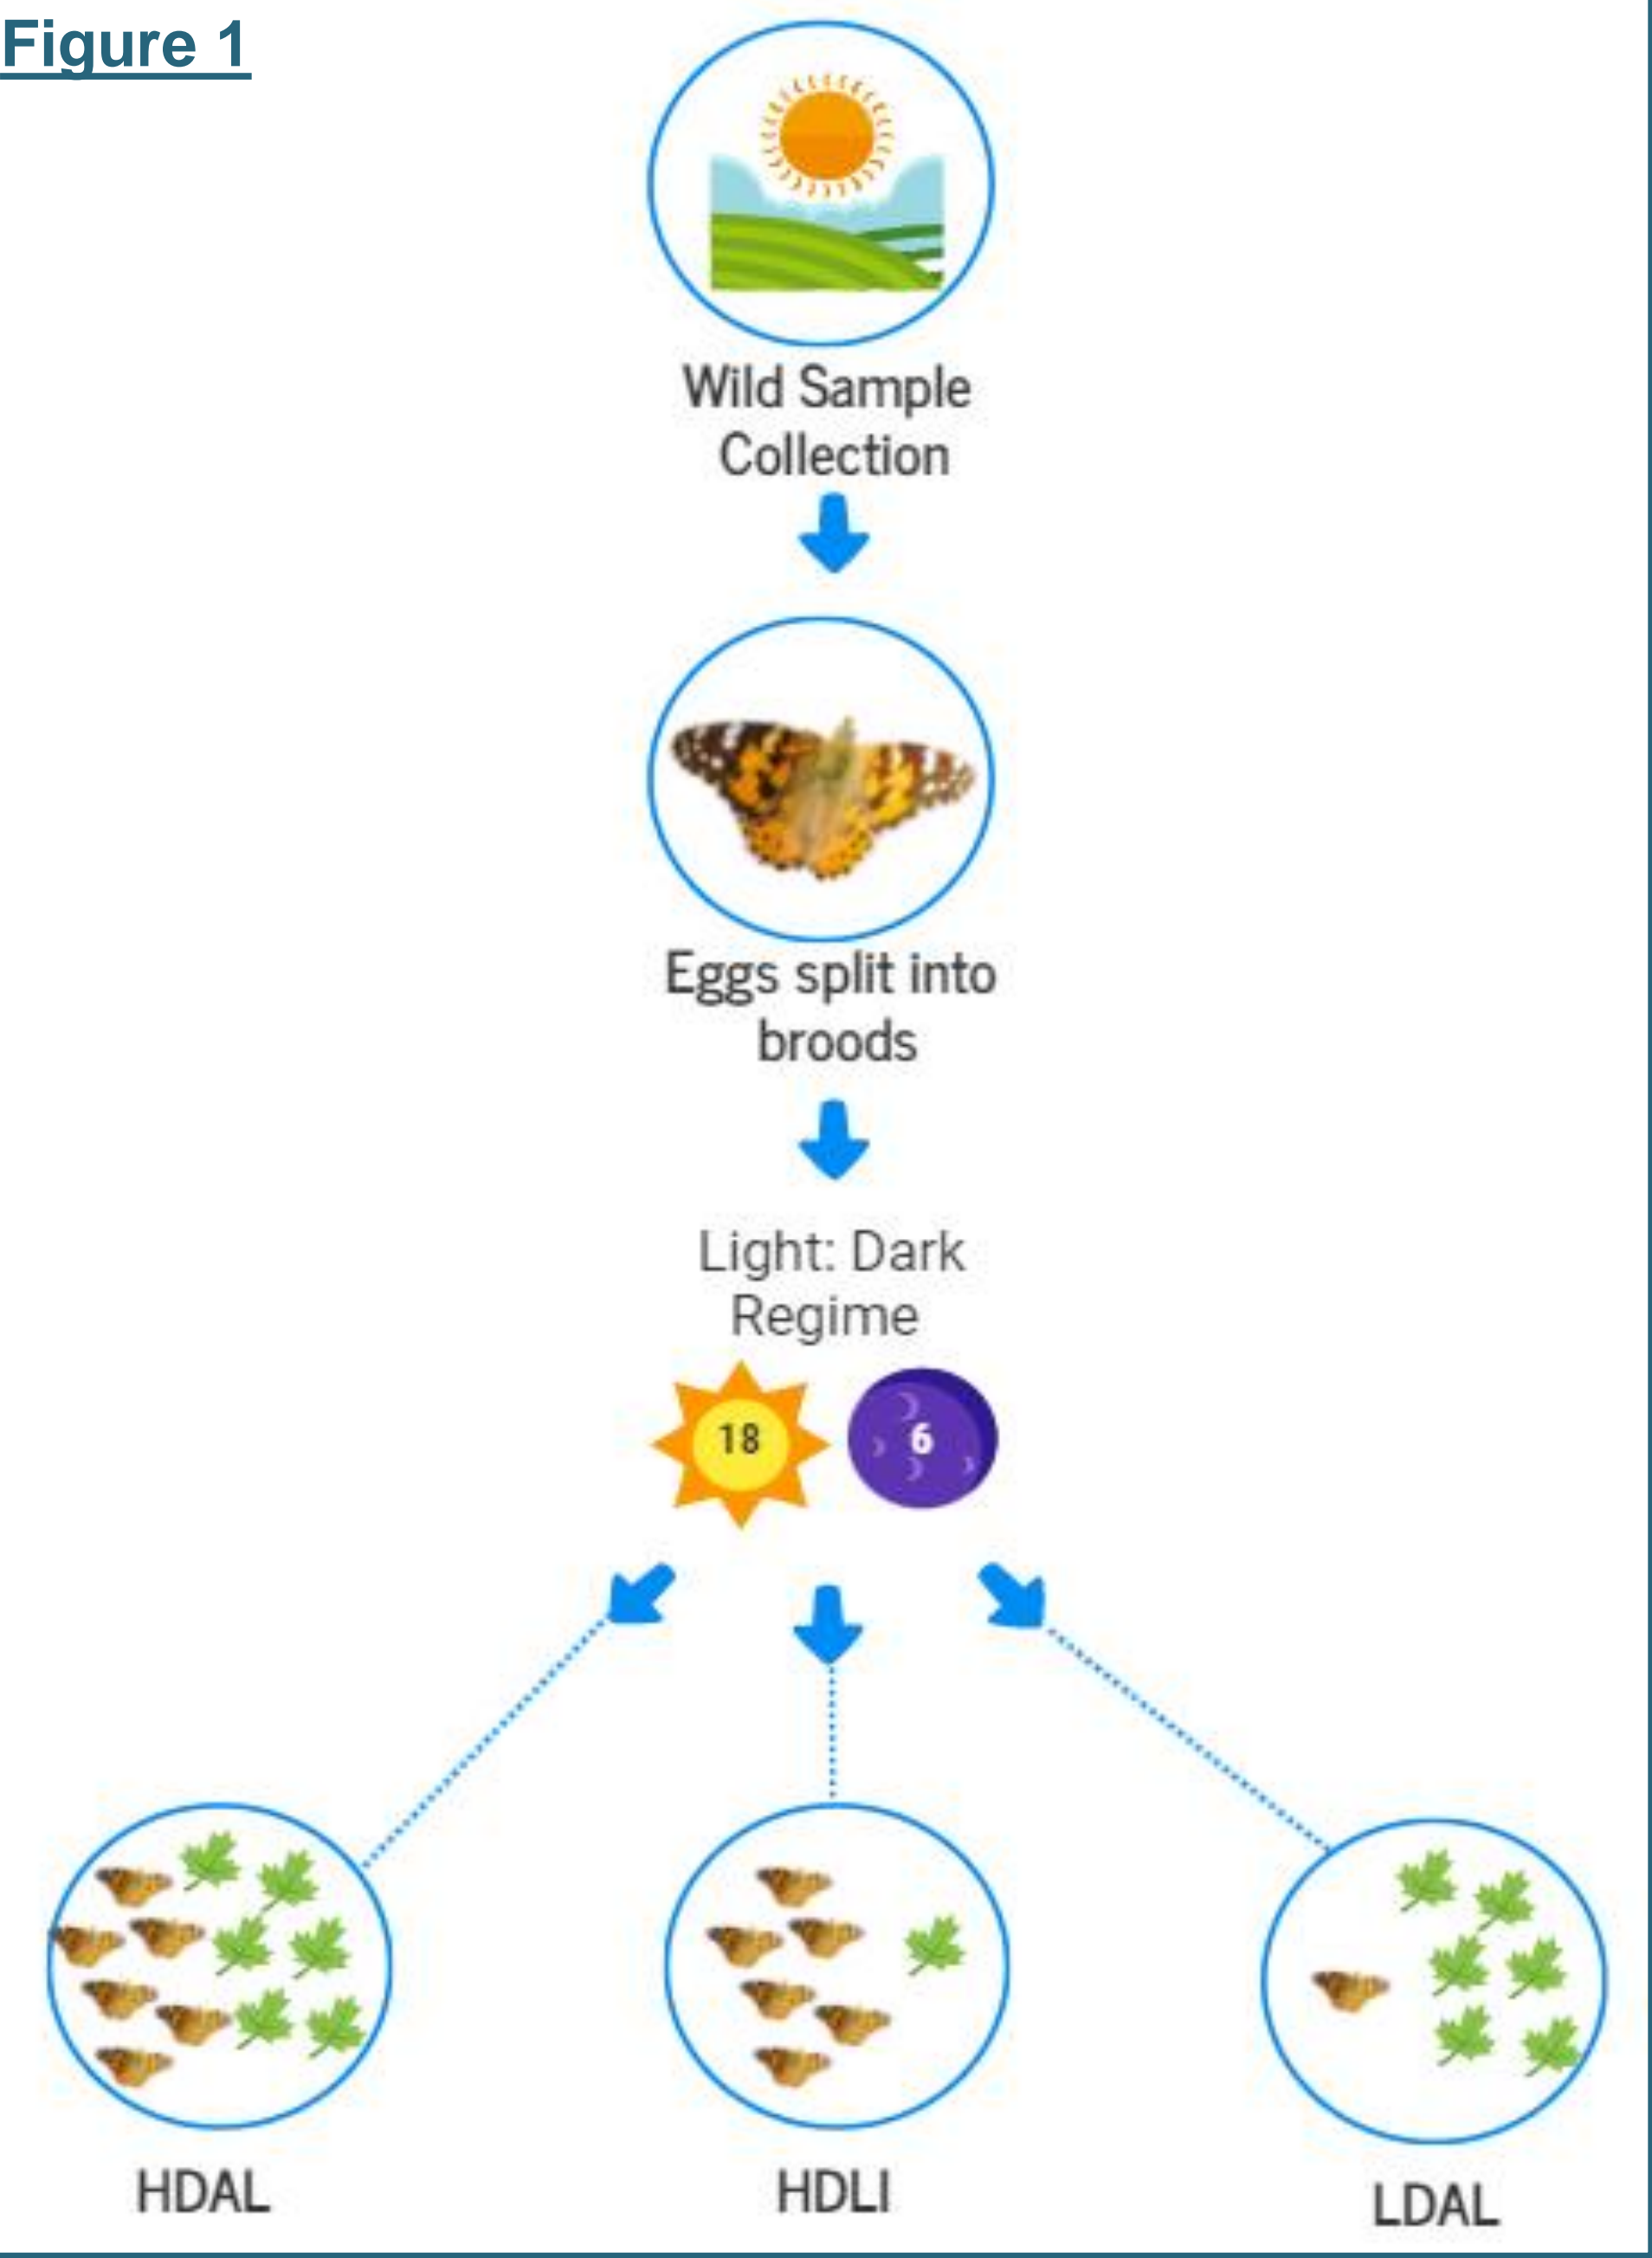 Figure 1
Wild Sample
Collection
Eggs split into
broods
Light: Dark
Regime
18
6
HDAL
HDLI
LDAL